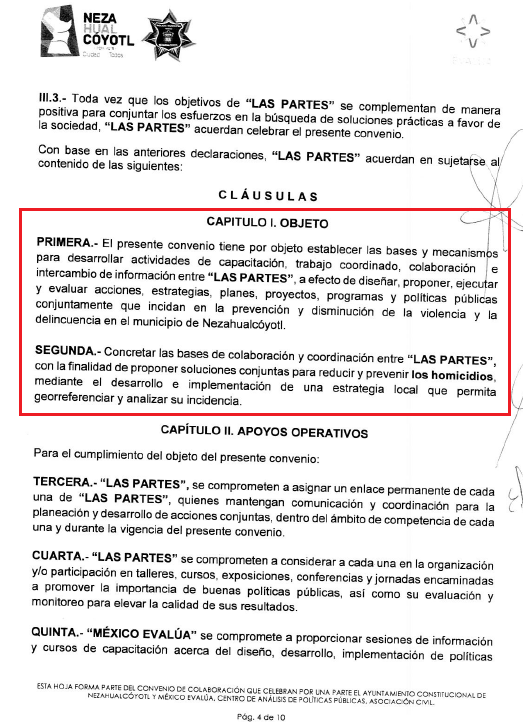 NEZA
HUAL
CÓYOTL
Ciudad Todos
III.3.- Toda vez que los objetivos de “LAS PARTES” se complementan de manera
positiva para conjuntar los esfuerzos en la búsqueda de soluciones prácticas a favor de
la sociedad, “LAS PARTES” acuerdan celebrar el presente convenio.
Con base en las anteriores declaraciones, “LAS PARTES” acuerdan en sujetarse al
contenido de las siguientes:
CLÁUSULAS
CAPITULO I. OBJETO
PRIMERA.- El presente convenio tiene por objeto establecer las bases y mecanismos
para desarrollar actividades de capacitación, trabajo coordinado, colaboración e
intercambio de información entre “LAS PARTES”, a efecto de diseñar, proponer, ejecutar
y evaluar acciones, estrategias, planes, proyectos, programas y políticas públicas
conjuntamente que incidan en la prevención y disminución de la violencia y la
delincuencia en el municipio de Nezahualcóyotl.
SEGUNDA.- Concretar las bases de colaboración y coordinación entre “LAS PARTES”,
con la finalidad de proponer soluciones conjuntas para reducir y prevenir los homicidios,
mediante el desarrollo e implementación de una estrategia local que permita
georreferenciar y analizar su incidencia.
CAPÍTULO II. APOYOS OPERATIVOS
Para el cumplimiento del objeto del presente convenio:
TERCERA.- “LAS PARTES”, se comprometen a asignar un enlace permanente de cada
una de “LAS PARTES”, quienes mantengan comunicación y coordinación para la
planeación y desarrollo de acciones conjuntas, dentro del ámbito de competencia de cada
una y durante la vigencia del presente convenio.
CUARTA.- “LAS PARTES” se comprometen a considerar a cada una en la organización
y/o participación en talleres, cursos, exposiciones, conferencias y jornadas encaminadas
a promover la importancia de buenas políticas públicas, así como su evaluación y
monitoreo para elevar la calidad de sus resultados.
QUINTA.- “MÉXICO EVALÚA” se compromete a proporcionar sesiones de información
y cursos de capacitación acerca del diseño, desarrollo, implementación de políticas
ESTA HOJA FORMA PARTE DEL CONVENIO DE COLABORACIÓN QUE CELEBRAN POR UNA PARTE EL AYUNTAMIENTO CONSTITUCIONAL DE
NEZAHUALCÓYOTL Y MÉXICO EVALÚA, CENTRO DE ANÁLISIS DE POLÍTICAS PÚBLICAS, ASOCIACIÓN CIVIL.
Pág. 4 de 10